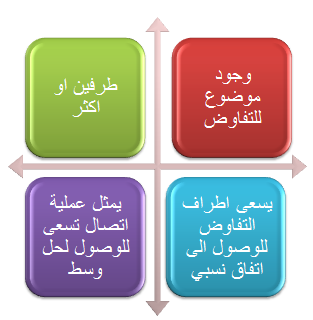 وجود
موضوع
للتفاوض
طرفين او
اكثر
يسعى اطراف
التفاوض
للوصول الى
اتفاق نسبي
يمثل عملية
اتصال تسعى
للوصول لحل
وسط